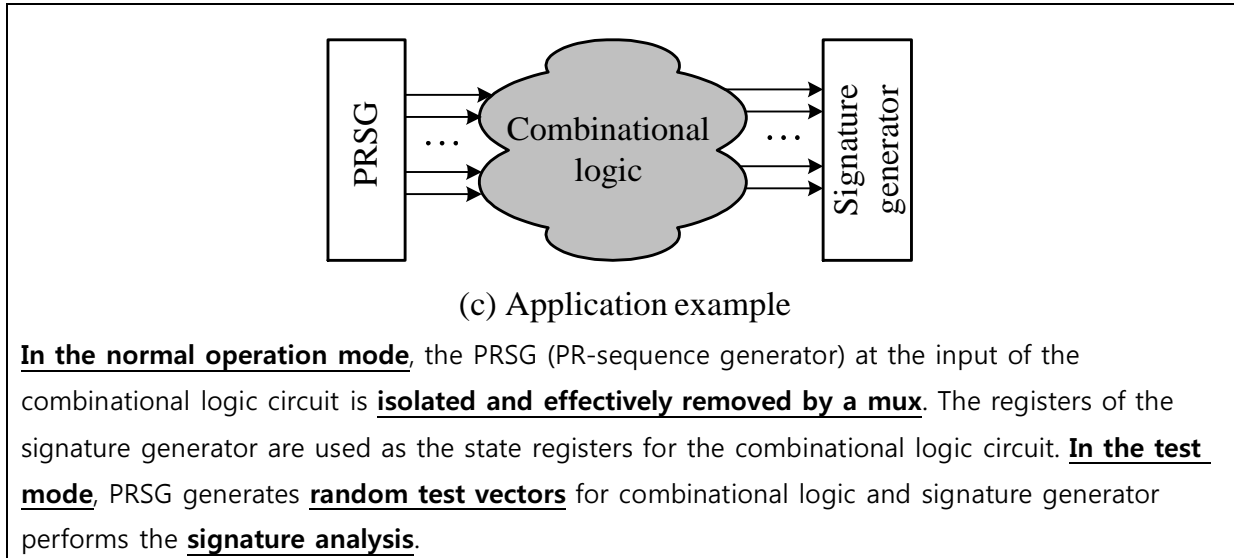 PRSG
...
Combinational
logic
...
Signature
generator
(c) Application example
In the normal operation mode, the PRSG (PR-sequence generator) at the input of the
combinational logic circuit is isolated and effectively removed by a mux. The registers of the
signature generator are used as the state registers for the combinational logic circuit. In the test
mode, PRSG generates random test vectors for combinational logic and signature generator
performs the signature analysis.